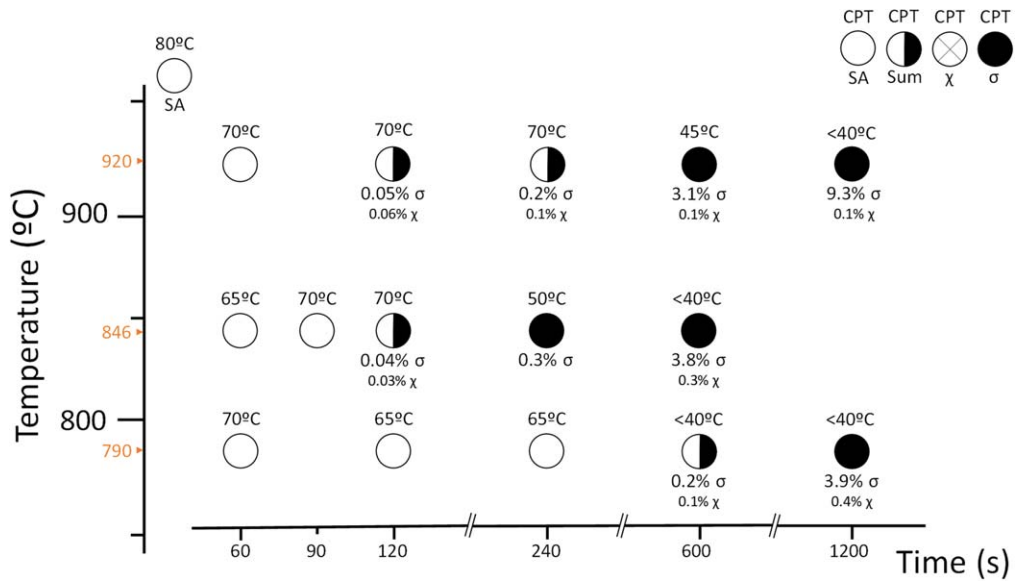 CPT CPT CPT CPT
SA Sum χ σ
80ºC
SA
Temperature (ºC)
70ºC 70ºC 70ºC 45ºC <40ºC
920
0.05% σ 0.2% σ 3.1% σ 9.3% σ
0.06% χ 0.1% χ 0.1% χ 0.1% χ
900
65ºC 70ºC 70ºC 50ºC <40ºC
846
0.04% σ 0.3% σ 3.8% σ
0.03% χ 0.3% χ
800
70ºC 65ºC 65ºC <40ºC <40ºC
790
0.2% σ 3.9% σ
0.1% χ 0.4% χ
60 90 120 240 600 1200
Time (s)